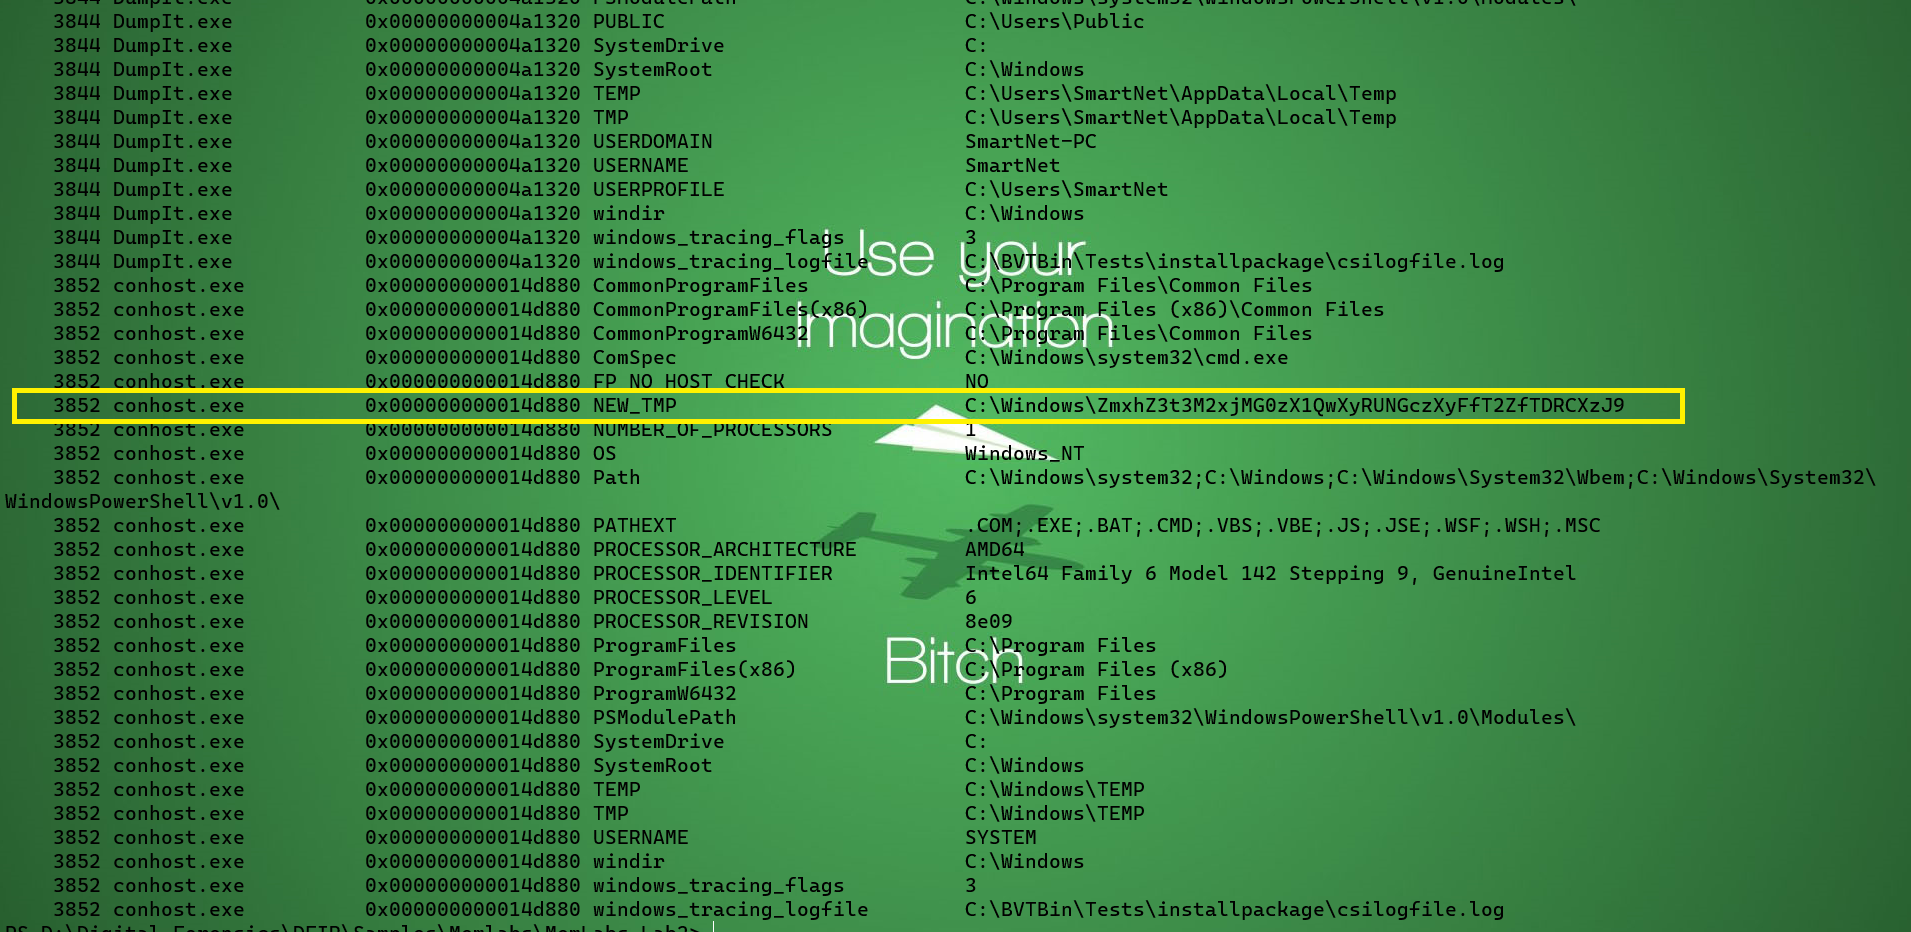 3844 DumpIt.exe 0x00000000004a1320 PSModulePath C:\Windows\system32\WindowsPowerShell\v1.0\Modules\
3844 DumpIt.exe 0x00000000004a1320 PUBLIC C:\Users\Public
3844 DumpIt.exe 0x00000000004a1320 SystemDrive C:
3844 DumpIt.exe 0x00000000004a1320 SystemRoot C:\Windows
3844 DumpIt.exe 0x00000000004a1320 TEMP C:\Users\SmartNet\AppData\Local\Temp
3844 DumpIt.exe 0x00000000004a1320 TMP C:\Users\SmartNet\AppData\Local\Temp
3844 DumpIt.exe 0x00000000004a1320 USERDOMAIN SmartNet-PC
3844 DumpIt.exe 0x00000000004a1320 USERNAME SmartNet
3844 DumpIt.exe 0x00000000004a1320 USERPROFILE C:\Users\SmartNet
3844 DumpIt.exe 0x00000000004a1320 windir C:\Windows
3844 DumpIt.exe 0x00000000004a1320 windows_tracing_flags 3
Use your
3844 DumpIt.exe 0x00000000004a1320 windows_tracing_logfile C:\BVTBin\Tests\installpackage\csilogfile.log
3852 conhost.exe 0x000000000014d880 CommonProgramFiles C:\Program Files\Common Files
3852 conhost.exe 0x000000000014d880 CommonProgramFiles(x86) C:\Program Files (x86)\Common Files
Imagination
3852 conhost.exe 0x000000000014d880 CommonProgramW6432 C:\Program Files\Common Files
3852 conhost.exe 0x000000000014d880 ComSpec C:\Windows\system32\cmd.exe
3852 conhost.exe 0x000000000014d880 FP_NO_HOST_CHECK NO
3852 conhost.exe 0x000000000014d880 NEW_TMP C:\Windows\ZmxhZ3t3M2xjMG0zX1QwXyRUNGczXyFfT2ZfTDRCXzJ9
3852 conhost.exe 0x000000000014d880 NUMBER_OF_PROCESSORS 1
3852 conhost.exe 0x000000000014d880 OS Windows_NT
3852 conhost.exe 0x000000000014d880 Path C:\Windows\system32;C:\Windows;C:\Windows\System32\Wbem;C:\Windows\System32\
WindowsPowerShell\v1.0\
3852 conhost.exe 0x000000000014d880 PATHEXT .COM;.EXE;.BAT;.CMD;.VBS;.VBE;.JS;.JSE;.WSF;.WSH;.MSC
3852 conhost.exe 0x000000000014d880 PROCESSOR_ARCHITECTURE AMD64
3852 conhost.exe 0x000000000014d880 PROCESSOR_IDENTIFIER Intel64 Family 6 Model 142 Stepping 9, GenuineIntel
3852 conhost.exe 0x000000000014d880 PROCESSOR_LEVEL 6
3852 conhost.exe 0x000000000014d880 PROCESSOR_REVISION 8e09
3852 conhost.exe 0x000000000014d880 ProgramFiles C:\Program Files
Bitch
3852 conhost.exe 0x000000000014d880 ProgramFiles(x86) C:\Program Files (x86)
3852 conhost.exe 0x000000000014d880 ProgramW6432 C:\Program Files
3852 conhost.exe 0x000000000014d880 PSModulePath C:\Windows\system32\WindowsPowerShell\v1.0\Modules\
3852 conhost.exe 0x000000000014d880 SystemDrive C:
3852 conhost.exe 0x000000000014d880 SystemRoot C:\Windows
3852 conhost.exe 0x000000000014d880 TEMP C:\Windows\TEMP
3852 conhost.exe 0x000000000014d880 TMP C:\Windows\TEMP
3852 conhost.exe 0x000000000014d880 USERNAME SYSTEM
3852 conhost.exe 0x000000000014d880 windir C:\Windows
3852 conhost.exe 0x000000000014d880 windows_tracing_flags 3
3852 conhost.exe 0x000000000014d880 windows_tracing_logfile C:\BVTBin\Tests\installpackage\csilogfile.log
PS D:\Digital Forensics\DFIR\Samples\Memlabs\MemLabs-Lab2>